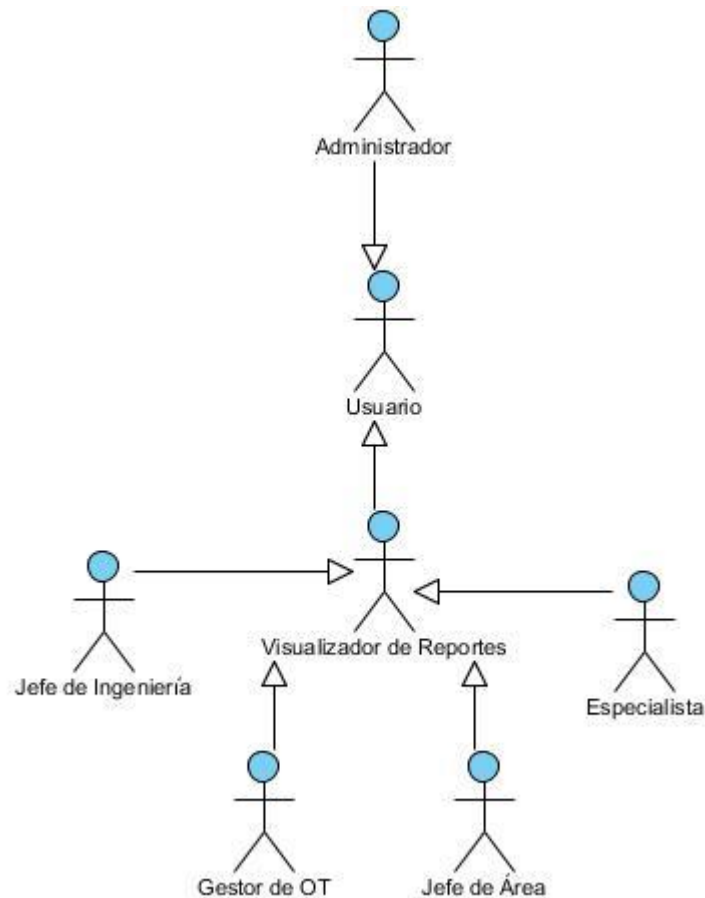 Administrador
Usuario
Visualizador de Reportes
Jefe de Ingeniería
Especialista
Gestor de OT
Jefe de Área